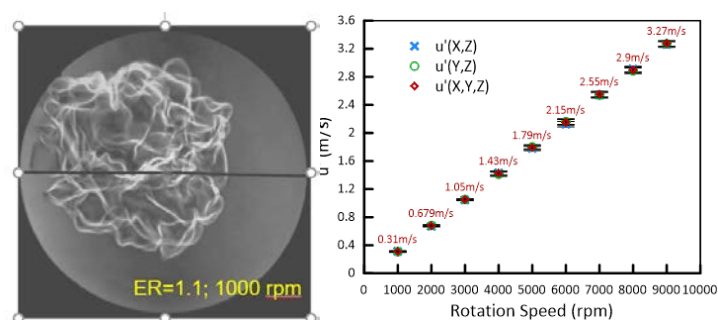 ER=1.1; 1000 rpm
u (m/s)
3.6
3.2
2.8
2.4
2
1.6
1.2
0.8
0.4
0
u'(X,Z)
u'(Y,Z)
u'(X,Y,Z)
0.31m/s
0.679m/s
1.05m/s
1.43m/s
1.79m/s
2.15m/s
2.55m/s
2.9m/s
3.27m/s
0 1000 2000 3000 4000 5000 6000 7000 8000 9000 10000
Rotation Speed (rpm)